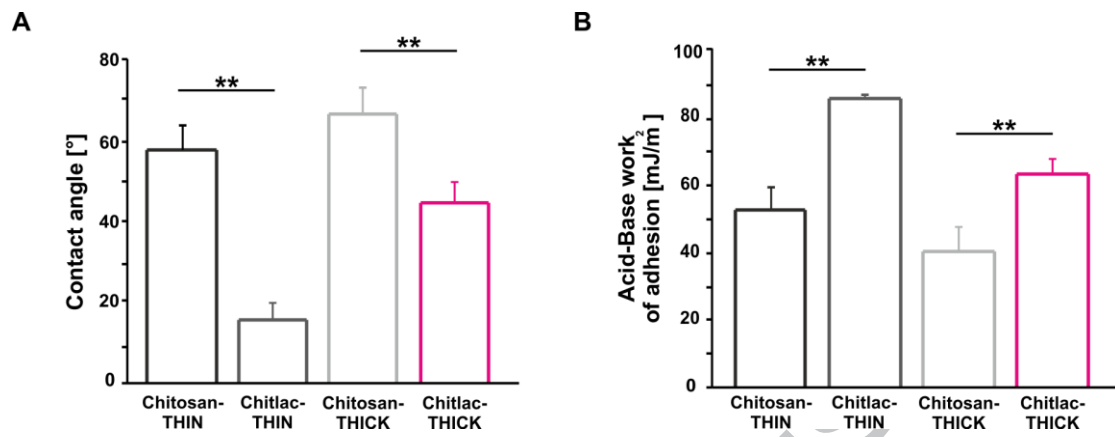 A
Contact angle [°]
80
60
40
20
0
**
**
Chitosan-
THIN
Chitlac-
THIN
Chitosan-
THICK
Chitlac-
THICK
B
Acid-Base work
of adhesion [mJ/m2]
100
80
60
40
20
0
**
**
Chitosan-
THIN
Chitlac-
THIN
Chitosan-
THICK
Chitlac-
THICK